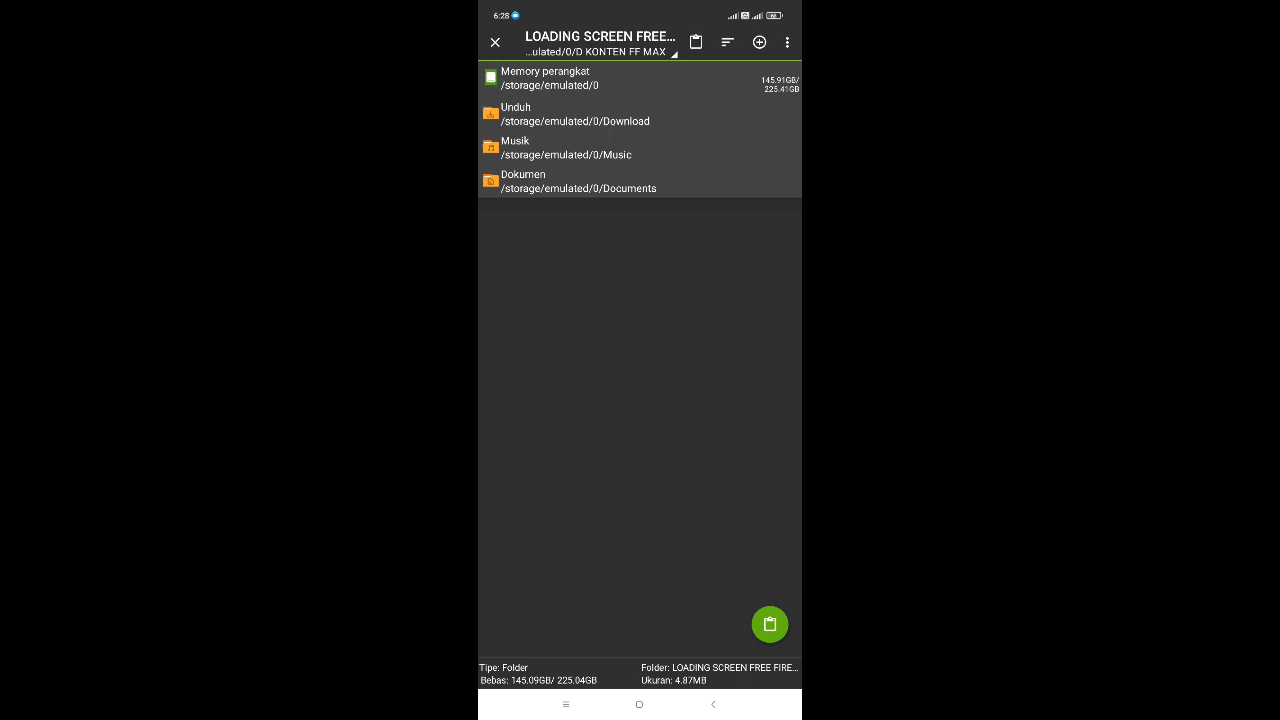 6:28
68
LOADING SCREEN FREE...
...ulated/0/D KONTEN FF MAX
Memory perangkat
/storage/emulated/0
145.91GB/
225.41GB
Unduh
/storage/emulated/0/Download
Musik
/storage/emulated/0/Music
Dokumen
/storage/emulated/0/Documents
Tipe: Folder
Folder: LOADING SCREEN FREE FIRE...
Bebas: 145.09GB/ 225.04GB
Ukuran: 4.87MB